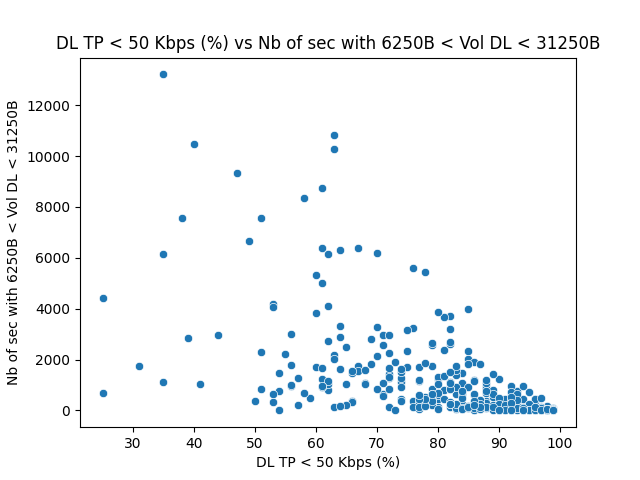 DL TP < 50 Kbps (%) vs Nb of sec with 6250B < Vol DL < 31250B
Nb of sec with 6250B < Vol DL < 31250B
12000
10000
8000
6000
4000
2000
0
30 40 50 60 70 80 90 100
DL TP < 50 Kbps (%)